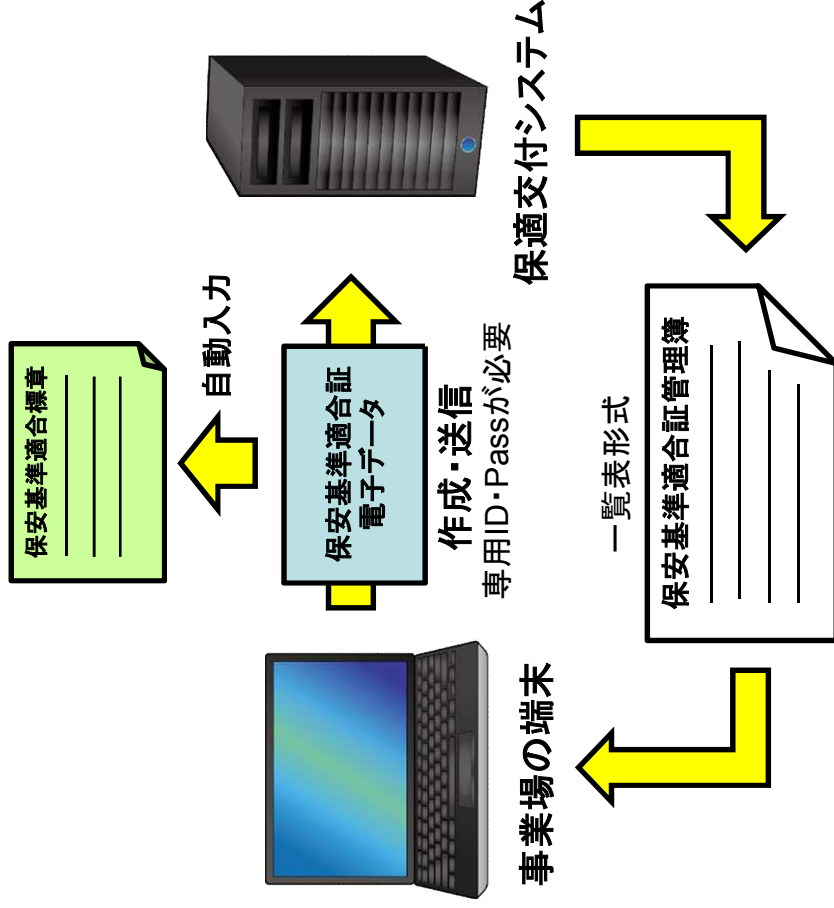 保安基準適合標章
自動入力
保安基準適合証
電子データ
作成・送信
専用ID・Passが必要
事業場の端末
保適交付システム
一覧表形式
保安基準適合証管理簿